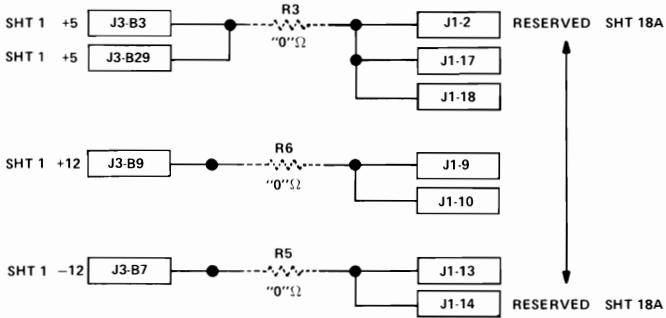 R3
SHT 1 +5 J3-B3 J1-2 RESERVED SHT 18A
"0"Ω
SHT 1 +5 J3-B29 J1-17
J1-18
R6
SHT 1 +12 J3-B9 J1-9
"0"Ω
J1-10
R5
SHT 1 −12 J3-B7 J1-13
"0"Ω
J1-14 RESERVED SHT 18A